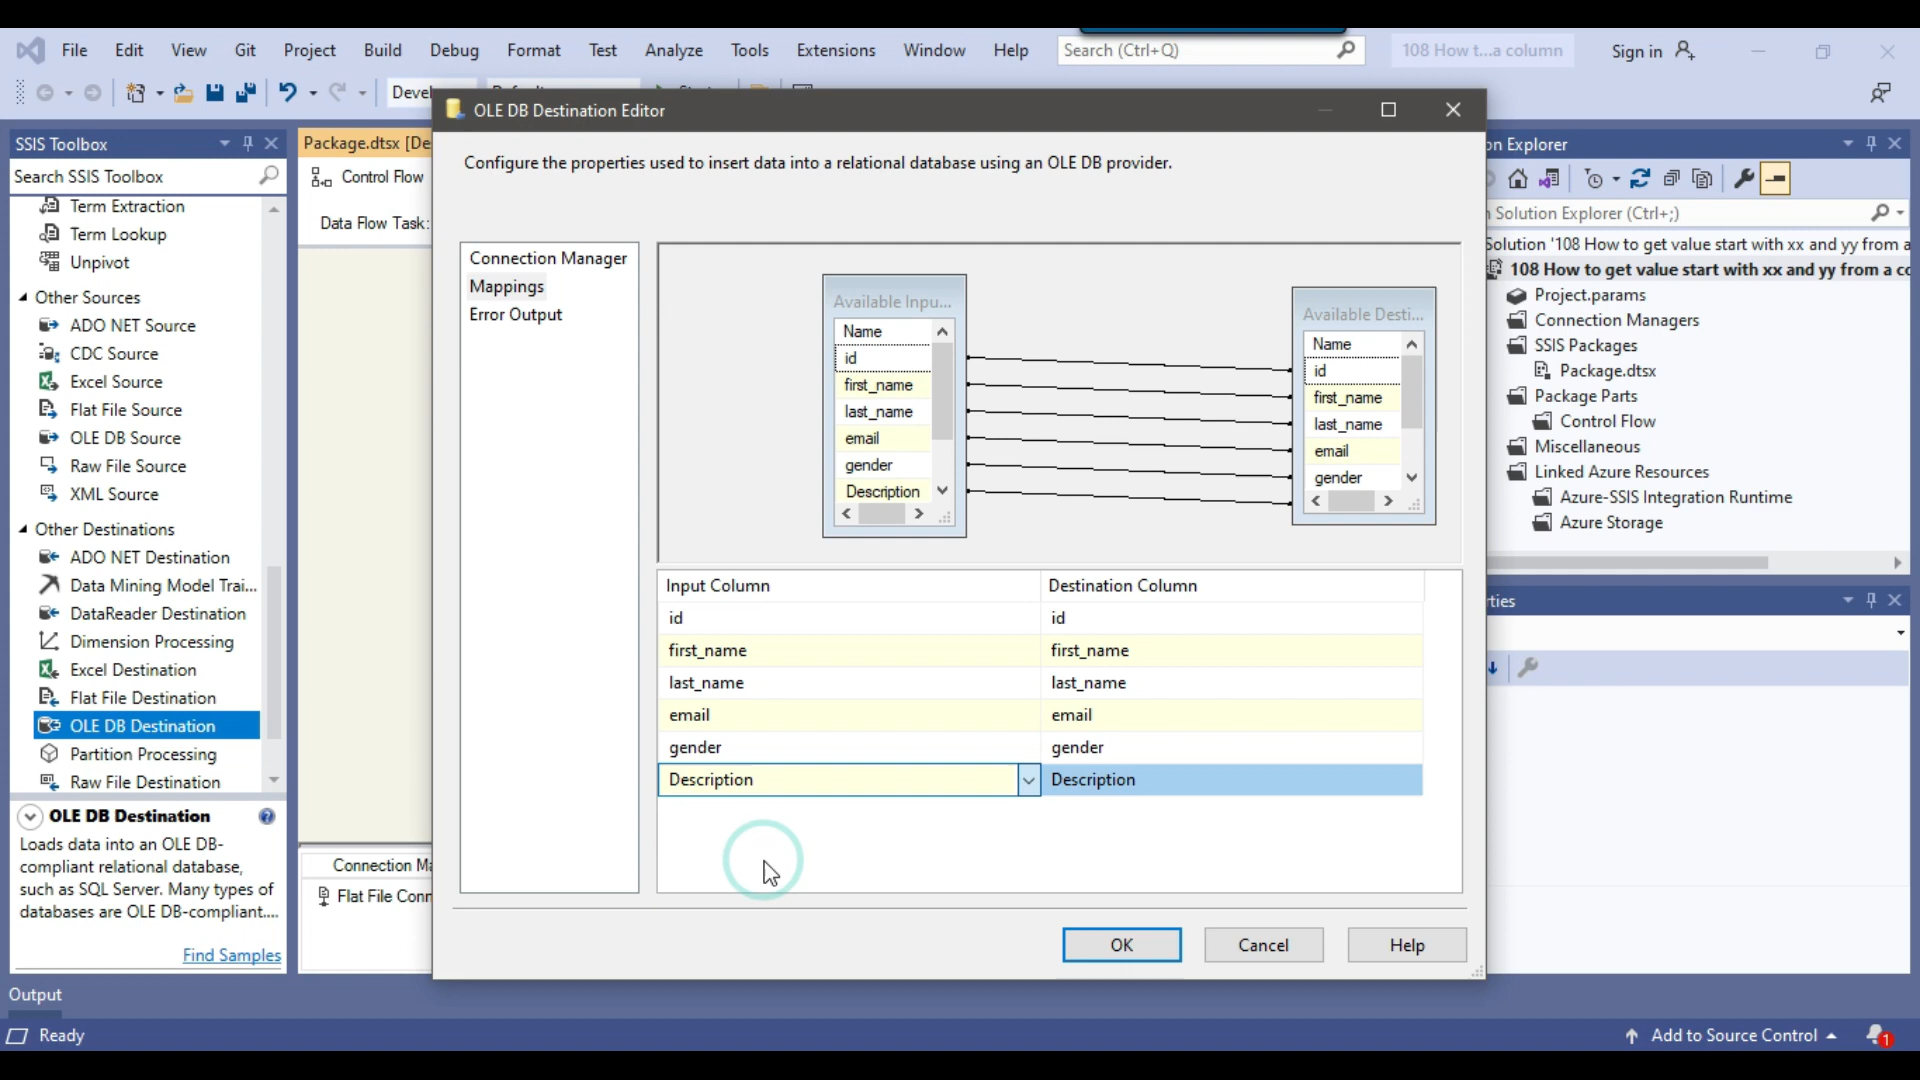 File Edit View Git Project Build Debug Format Test Analyze Tools Extensions Window Help Search (Ctrl+Q) 108 How t...a column Sign in
Devel
SSIS Toolbox
Search SSIS Toolbox
Term Extraction
Term Lookup
Unpivot
Other Sources
ADO NET Source
CDC Source
Excel Source
Flat File Source
OLE DB Source
Raw File Source
XML Source
Other Destinations
ADO NET Destination
Data Mining Model Trai...
DataReader Destination
Dimension Processing
Excel Destination
Flat File Destination
OLE DB Destination
Partition Processing
Raw File Destination
OLE DB Destination
Loads data into an OLE DB-
compliant relational database,
such as SQL Server. Many types of
databases are OLE DB-compliant....
Find Samples
Package.dtsx [De
Control Flow
Data Flow Task:
Connection Ma
Flat File Conn
OLE DB Destination Editor
Configure the properties used to insert data into a relational database using an OLE DB provider.
Connection Manager
Mappings
Error Output
Available Inpu...
Name
id
first_name
last_name
email
gender
Description
Available Desti...
Name
id
first_name
last_name
email
gender
Input Column Destination Column
id id
first_name first_name
last_name last_name
email email
gender gender
Description Description
OK Cancel Help
on Explorer
Solution Explorer (Ctrl+;)
Solution '108 How to get value start with xx and yy from a
108 How to get value start with xx and yy from a co
Project.params
Connection Managers
SSIS Packages
Package.dtsx
Package Parts
Control Flow
Miscellaneous
Linked Azure Resources
Azure-SSIS Integration Runtime
Azure Storage
rties
Output
Ready
Add to Source Control
1